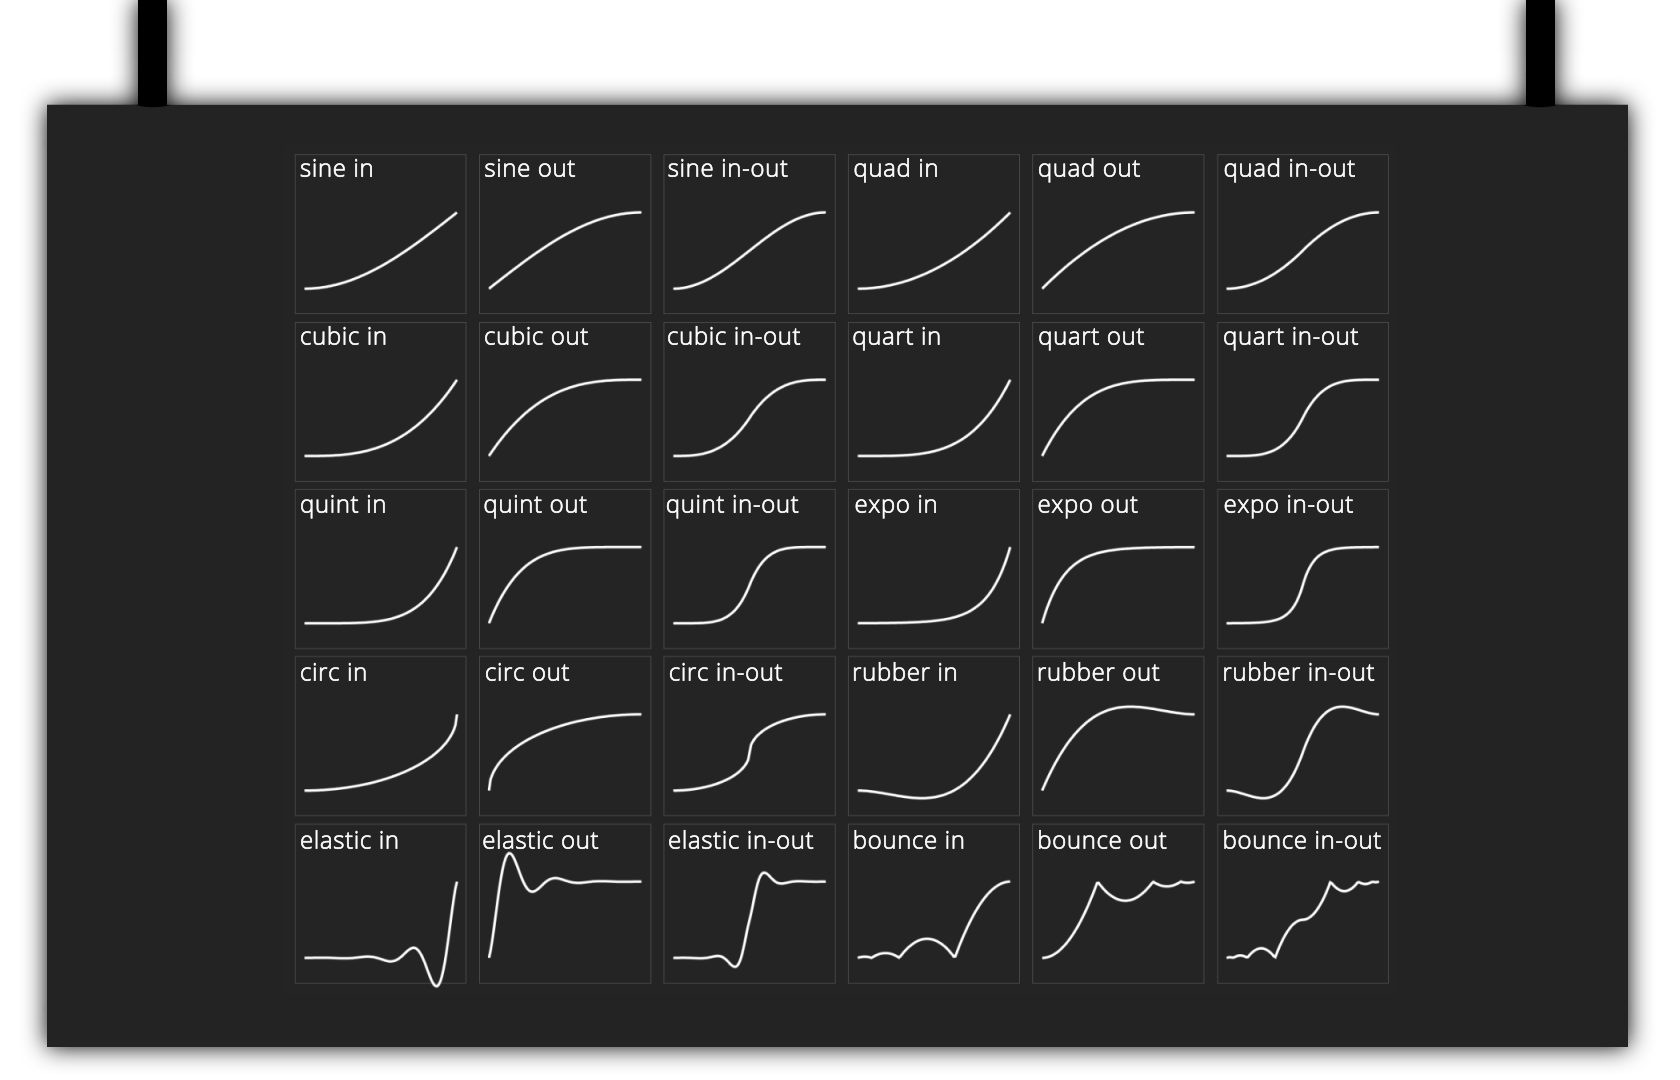 sine in
sine out
sine in-out
quad in
quad out
quad in-out
cubic in
cubic out
cubic in-out
quart in
quart out
quart in-out
quint in
quint out
quint in-out
expo in
expo out
expo in-out
circ in
circ out
circ in-out
rubber in
rubber out
rubber in-out
elastic in
elastic out
elastic in-out
bounce in
bounce out
bounce in-out